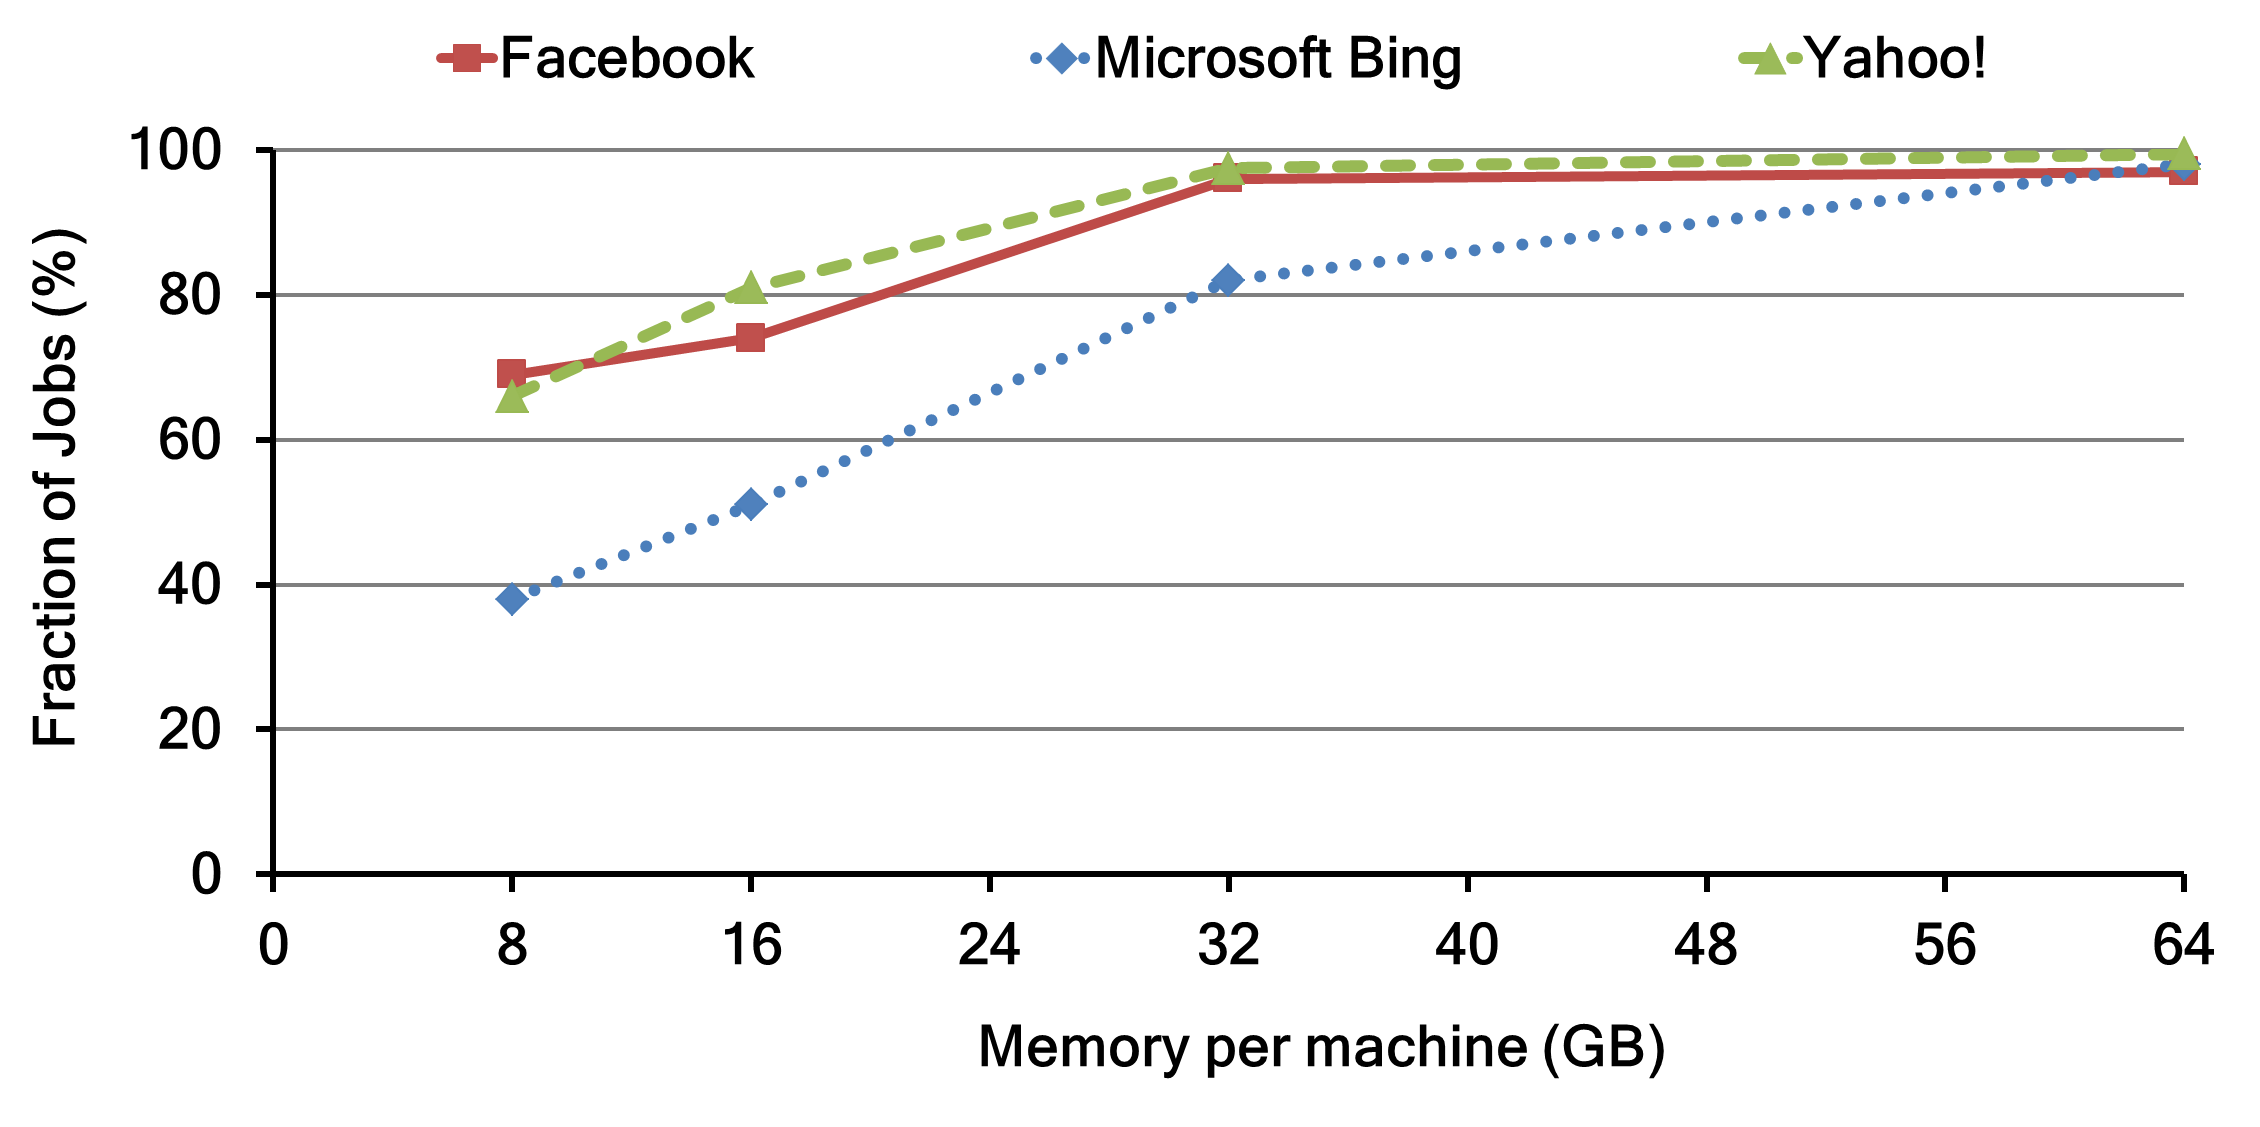 Facebook Microsoft Bing Yahoo!
100
80
60
40
20
0
Fraction of Jobs (%)
0 8 16 24 32 40 48 56 64
Memory per machine (GB)